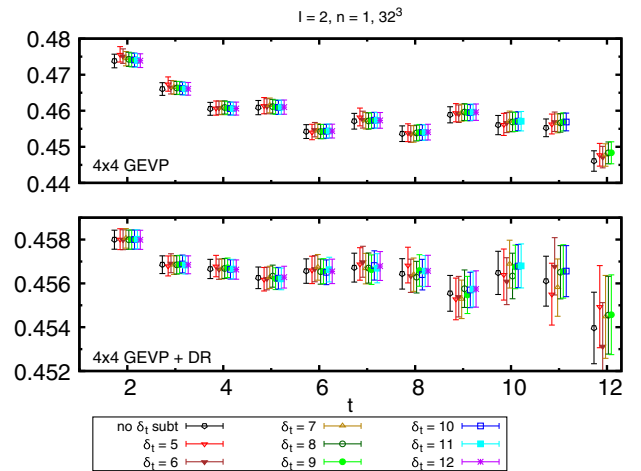 I = 2, n = 1, 32³
0.48
0.47
0.46
0.45
0.44
4x4 GEVP
0.458
0.456
0.454
0.452
4x4 GEVP + DR
2 4 6 8 10 12
t
no δt subt δt = 7 δt = 10
δt = 5 δt = 8 δt = 11
δt = 6 δt = 9 δt = 12